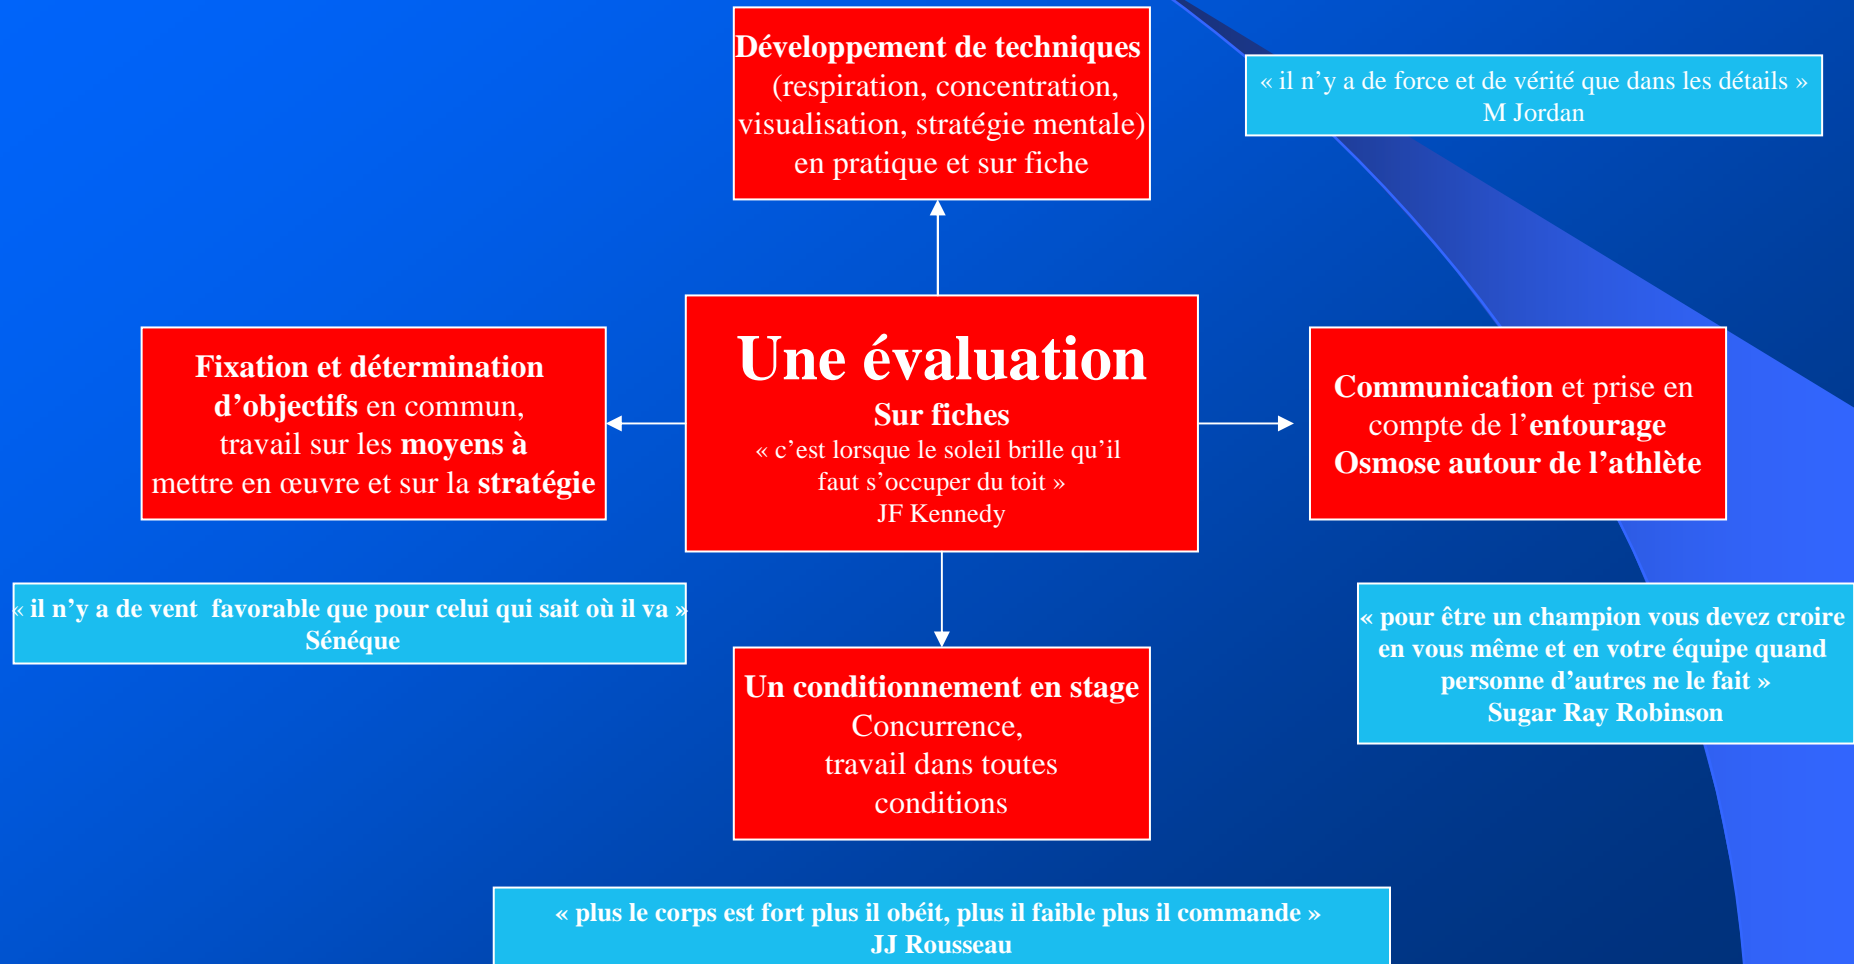 Développement de techniques
(respiration, concentration,
visualisation, stratégie mentale)
en pratique et sur fiche
« il n’y a de force et de vérité que dans les détails »
M Jordan
Fixation et détermination
d’objectifs en commun,
travail sur les moyens à
mettre en œuvre et sur la stratégie
Une évaluation
Sur fiches
« c’est lorsque le soleil brille qu’il
faut s’occuper du toit »
JF Kennedy
Communication et prise en
compte de l’entourage
Osmose autour de l’athlète
« il n’y a de vent  favorable que pour celui qui sait où il va »
Sénéque
« pour être un champion vous devez croire
en vous même et en votre équipe quand
personne d’autres ne le fait »
Sugar Ray Robinson
Un conditionnement en stage
Concurrence,
travail dans toutes
conditions
« plus le corps est fort plus il obéit, plus il faible plus il commande »
JJ Rousseau